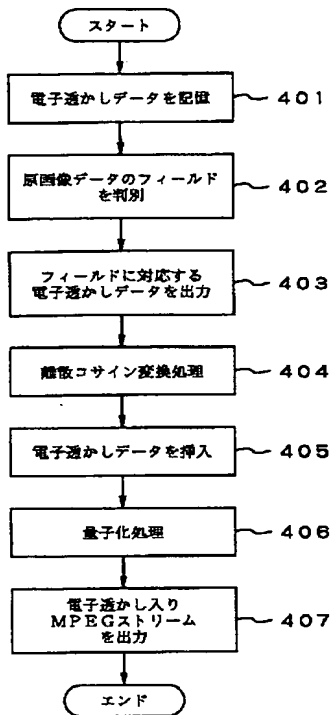 スタート
電子透かしデータを記憶
401
原画像データのフィールド
を判別
402
フィールドに対応する
電子透かしデータを出力
403
離散コサイン変換処理
404
電子透かしデータを挿入
405
量子化処理
406
電子透かし入り
MPEGストリーム
を出力
407
エンド